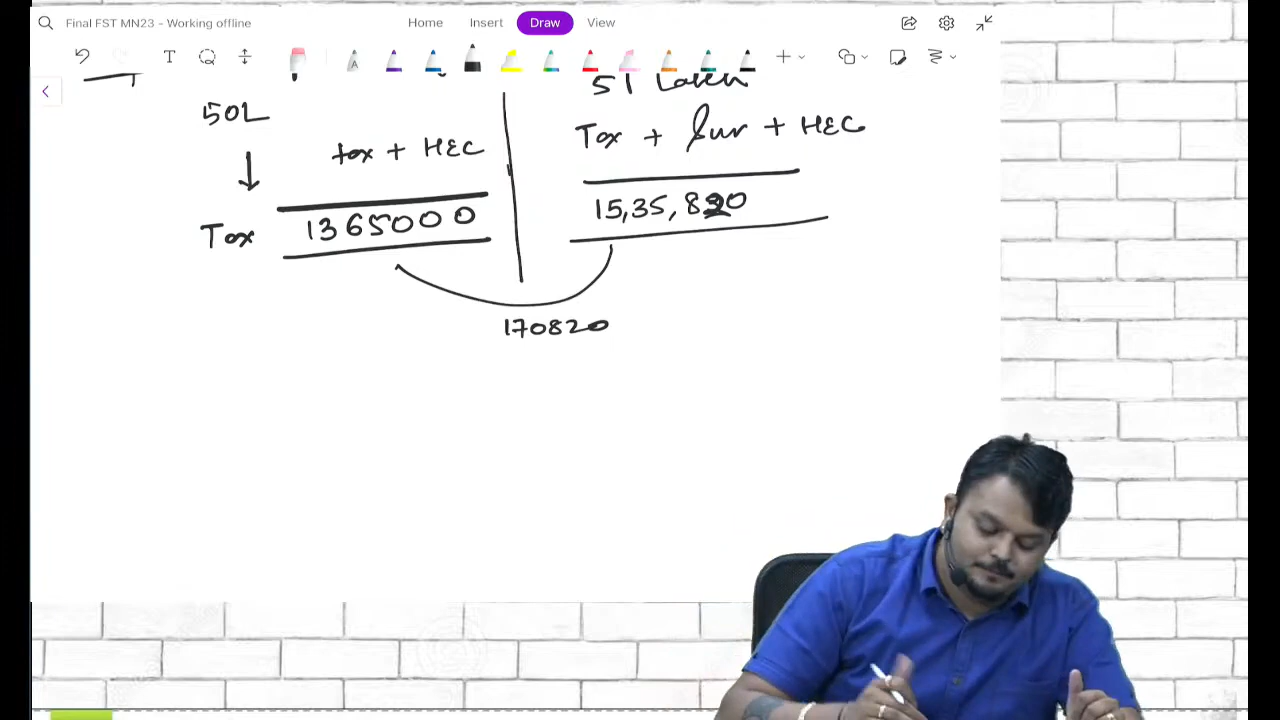 Final FST MN23 - Working offline
Home Insert Draw View
50L
tax + HEC
Tax 1365000
51 Lakh
Tax + Sur + HEC
15,35,820
170820